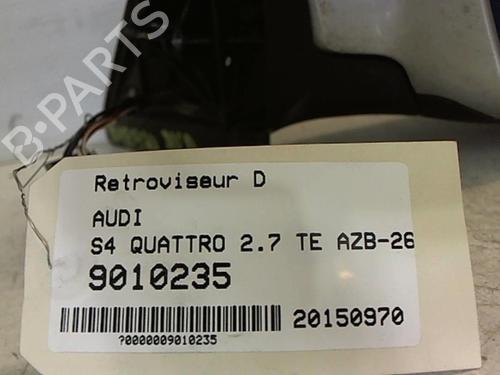 B-PARTS
Retroviseur D
AUDI
S4 QUATTRO 2.7 TE AZB-26
9010235
20150970
?0000009010235